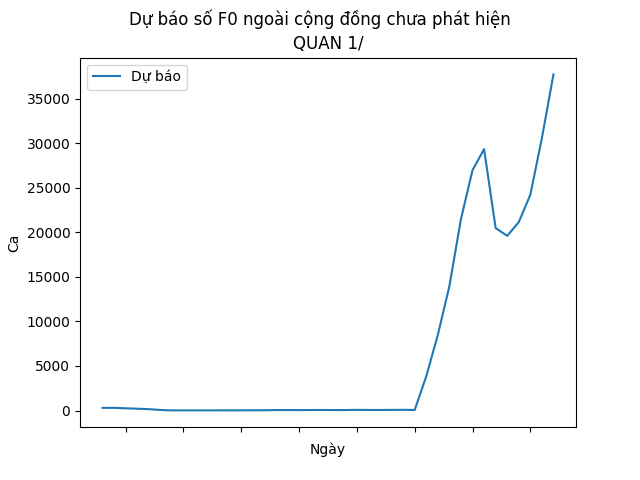 Dự báo số F0 ngoài cộng đồng chưa phát hiện
QUAN 1/
Dự báo
35000
30000
25000
20000
15000
10000
5000
0
Ca
Ngày